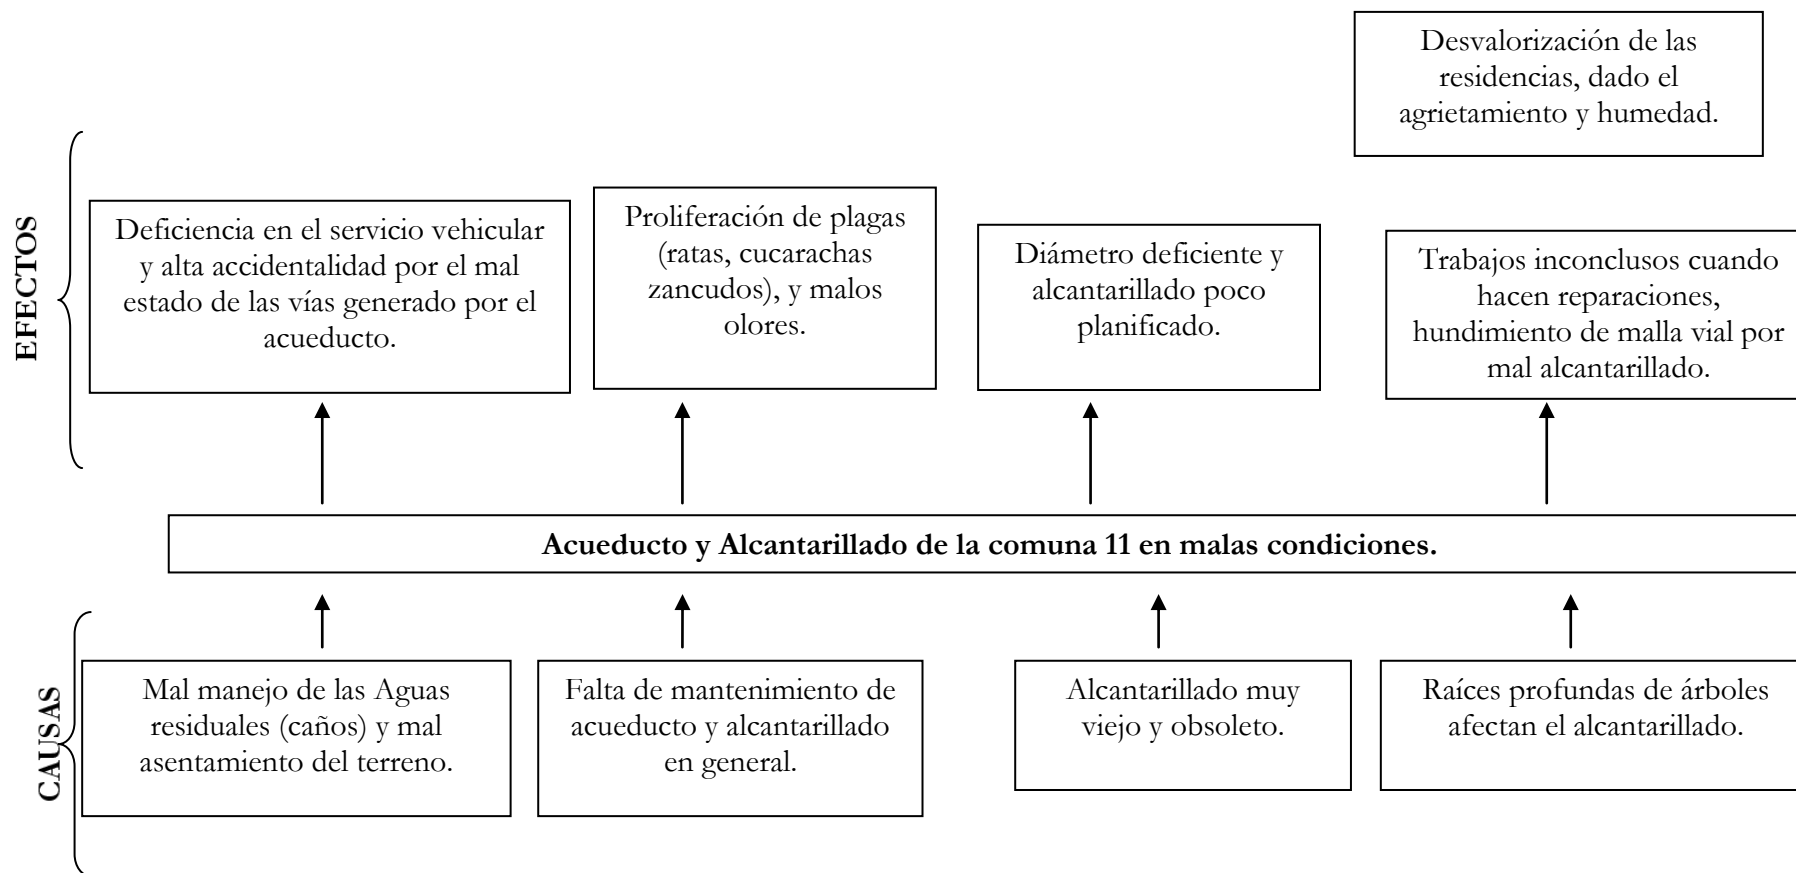 Desvalorización de las
residencias, dado el
agrietamiento y humedad.
EFECTOS
Deficiencia en el servicio vehicular
y alta accidentalidad por el mal
estado de las vías generado por el
acueducto.
Proliferación de plagas
(ratas, cucarachas
zancudos), y malos
olores.
Diámetro deficiente y
alcantarillado poco
planificado.
Trabajos inconclusos cuando
hacen reparaciones,
hundimiento de malla vial por
mal alcantarillado.
Acueducto y Alcantarillado de la comuna 11 en malas condiciones.
CAUSAS
Mal manejo de las Aguas
residuales (caños) y mal
asentamiento del terreno.
Falta de mantenimiento de
acueducto y alcantarillado
en general.
Alcantarillado muy
viejo y obsoleto.
Raíces profundas de árboles
afectan el alcantarillado.